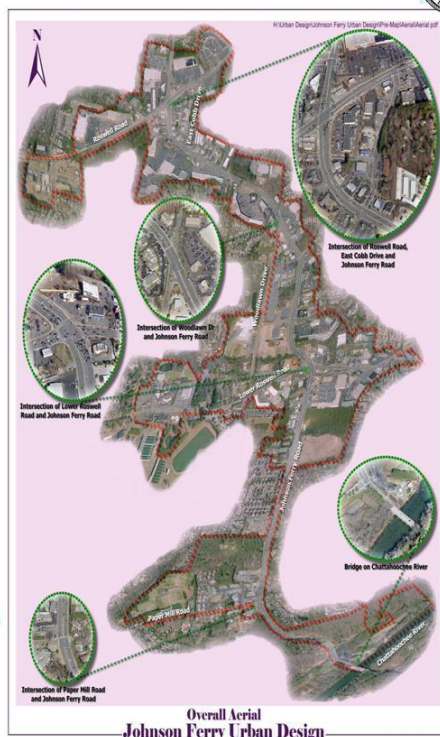 H:\Urban Design\Johnson Ferry Urban Design\Pre-Map\Aerial\Aerial.pdf
N
Roswell Road
East Cobb Drive
Intersection of Roswell Road,
East Cobb Drive and
Johnson Ferry Road
Woodlawn Drive
Intersection of Woodlawn Dr
and Johnson Ferry Road
Lower Roswell Road
Intersection of Lower Roswell
Road and Johnson Ferry Road
Johnson Ferry Road
Bridge on Chattahoochee River
Paper Mill Road
Chattahoochee River
Intersection of Paper Mill Road
and Johnson Ferry Road
Overall Aerial
Johnson Ferry Urban Design